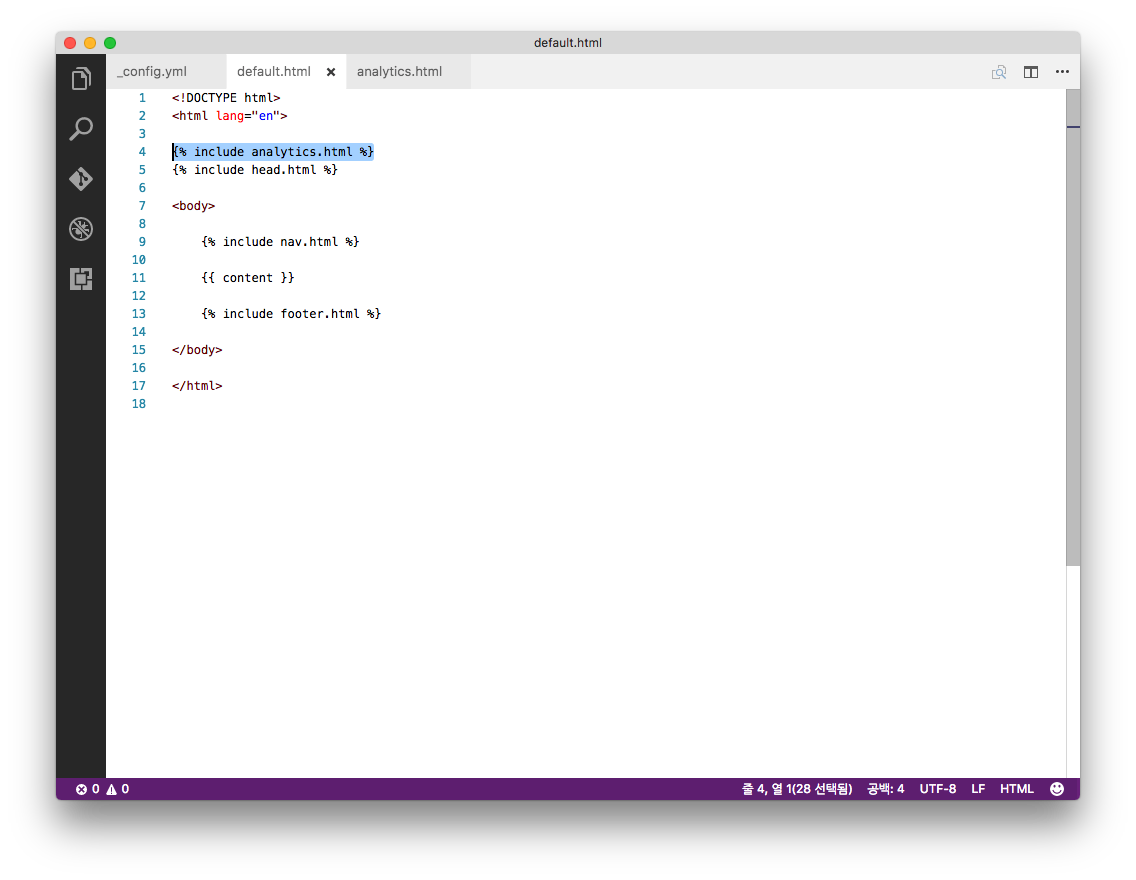 default.html
_config.yml default.html analytics.html
1 <!DOCTYPE html>
2 <html lang="en">
3
4 {% include analytics.html %}
5 {% include head.html %}
6
7 <body>
8
9 {% include nav.html %}
10
11 {{ content }}
12
13 {% include footer.html %}
14
15 </body>
16
17 </html>
18
0 0 줄 4, 열 1(28 선택됨) 공백: 4 UTF-8 LF HTML